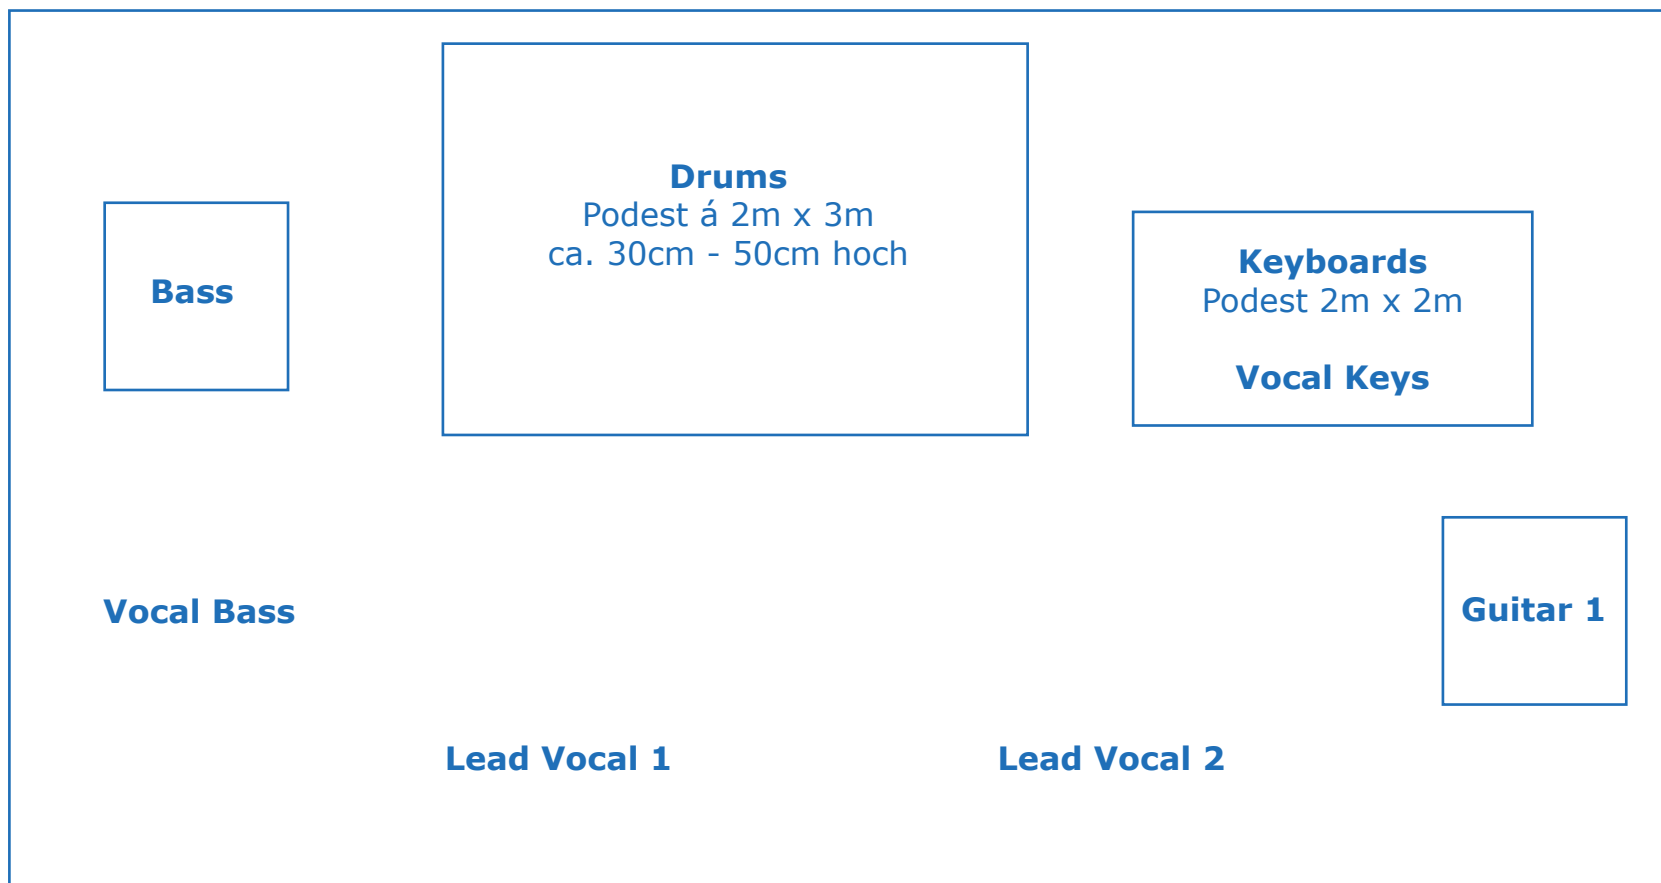 Drums
Podest á 2m x 3m
ca. 30cm - 50cm hoch
Bass
Keyboards
Podest 2m x 2m
Vocal Keys
Vocal Bass
Guitar 1
Lead Vocal 1
Lead Vocal 2